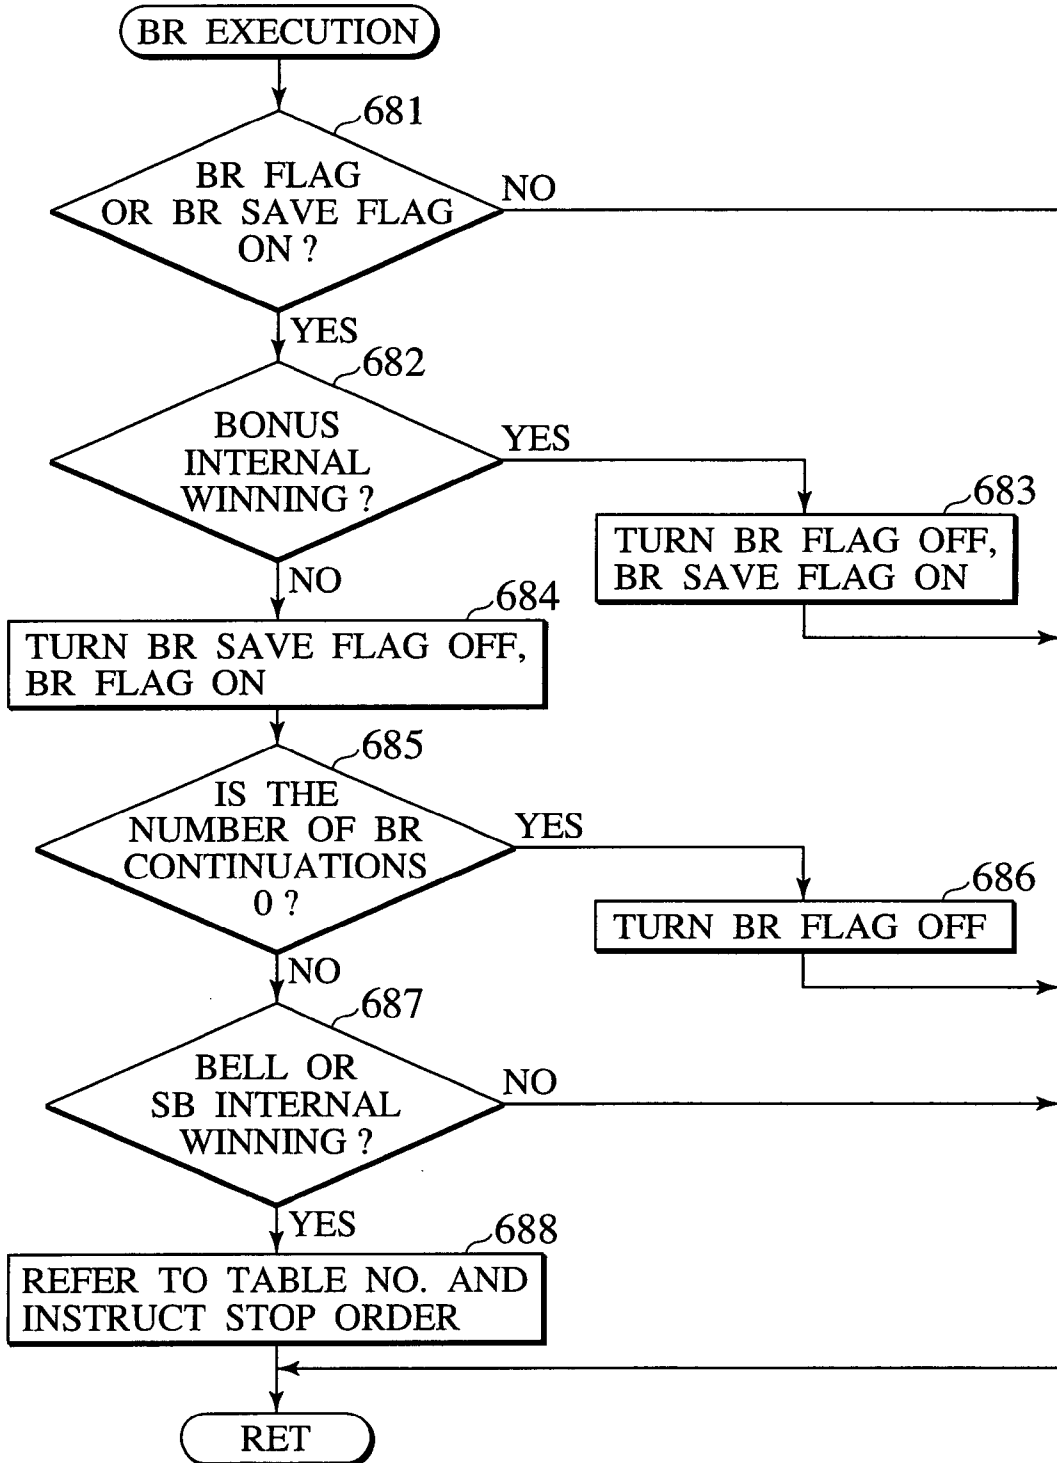 BR EXECUTION
681
BR FLAG
OR BR SAVE FLAG
ON ?
NO
YES
682
BONUS
INTERNAL
WINNING ?
YES
683
TURN BR FLAG OFF,
BR SAVE FLAG ON
NO
684
TURN BR SAVE FLAG OFF,
BR FLAG ON
685
IS THE
NUMBER OF BR
CONTINUATIONS
0 ?
YES
686
TURN BR FLAG OFF
NO
687
BELL OR
SB INTERNAL
WINNING ?
NO
YES
688
REFER TO TABLE NO. AND
INSTRUCT STOP ORDER
RET